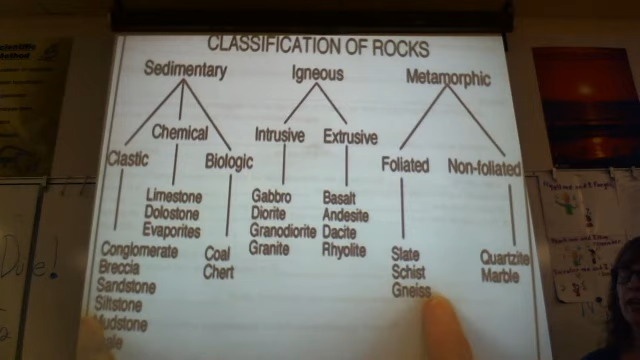 CLASSIFICATION OF ROCKS
Sedimentary Igneous Metamorphic
Chemical Intrusive Extrusive
Clastic Biologic Foliated Non-foliated
Limestone
Dolostone
Evaporites
Gabbro
Diorite
Granodiorite
Granite
Basalt
Andesite
Dacite
Rhyolite
Conglomerate
Breccia
Sandstone
Siltstone
Mudstone
Coal
Chert
Slate
Schist
Gneiss
Quartzite
Marble